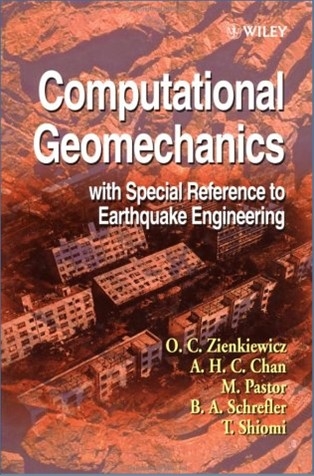 WILEY
Computational
Geomechanics
with Special Reference to
Earthquake Engineering
O. C. Zienkiewicz
A. H. C. Chan
M. Pastor
B. A. Schrefler
T. Shiomi